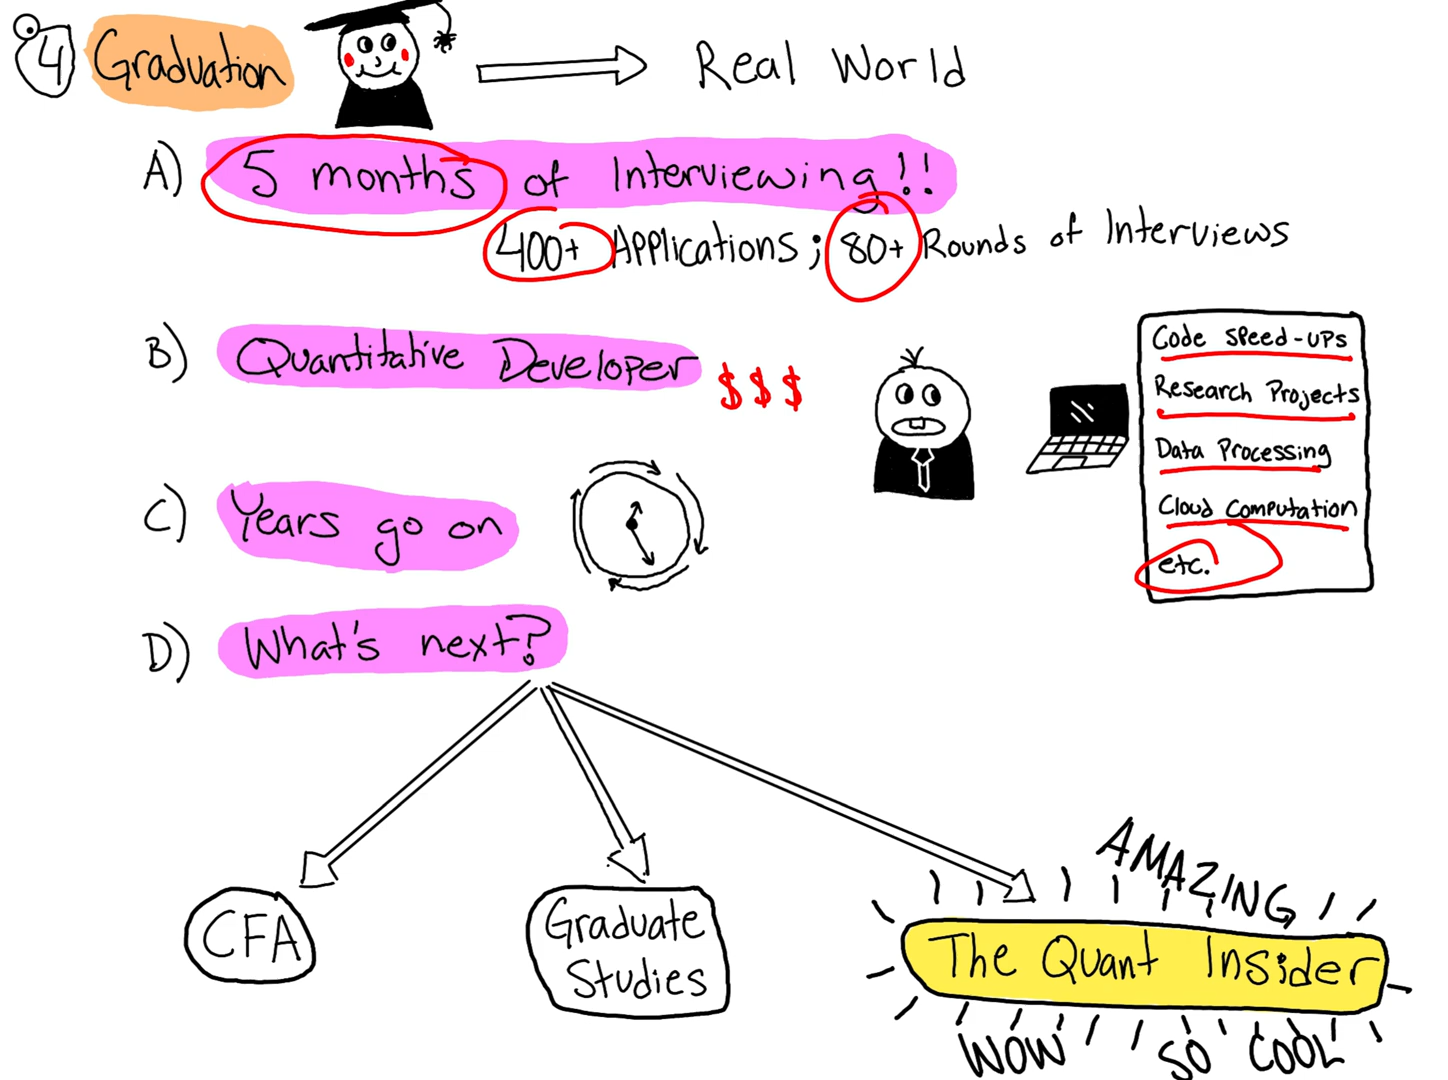 4 Graduation Real World
A) 5 months of Interviewing!!
400+ Applications; 80+ Rounds of Interviews
B) Quantitative Developer
$$$
Code Speed-ups
Research Projects
Data Processing
Cloud Computation
etc.
C) Years go on
D) What's next?
CFA
Graduate
Studies
AMAZING
The Quant Insider
WOW SO COOL